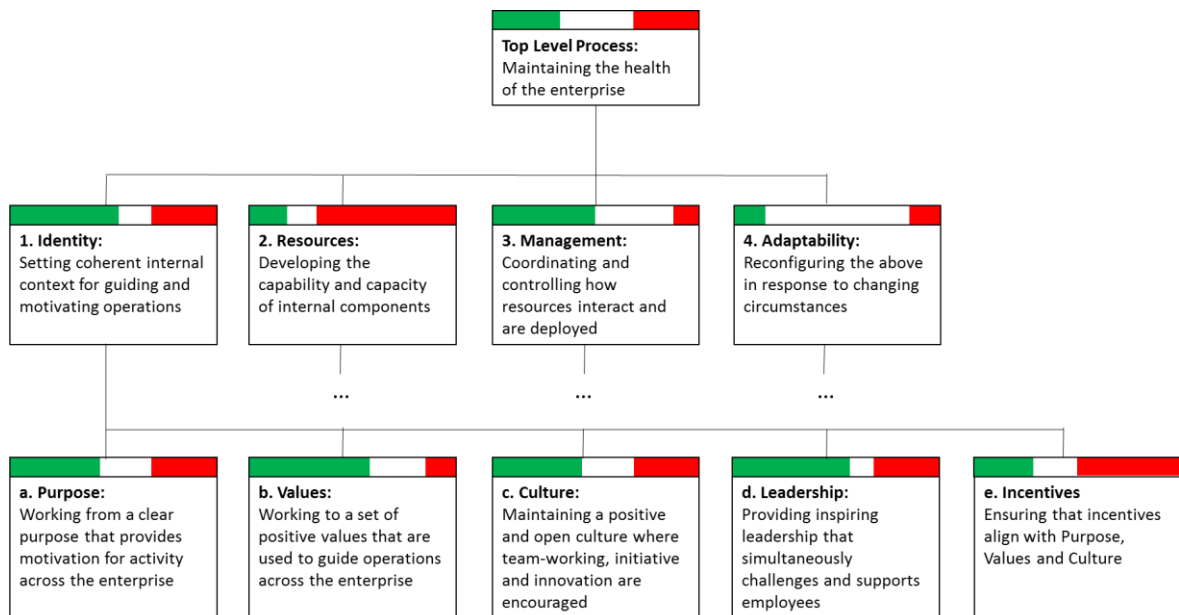 Top Level Process:
Maintaining the health
of the enterprise
1. Identity:
Setting coherent internal
context for guiding and
motivating operations
2. Resources:
Developing the
capability and capacity
of internal components
3. Management:
Coordinating and
controlling how
resources interact and
are deployed
4. Adaptability:
Reconfiguring the above
in response to changing
circumstances
...
...
...
a. Purpose:
Working from a clear
purpose that provides
motivation for activity
across the enterprise
b. Values:
Working to a set of
positive values that are
used to guide operations
across the enterprise
c. Culture:
Maintaining a positive
and open culture where
team-working, initiative
and innovation are
encouraged
d. Leadership:
Providing inspiring
leadership that
simultaneously
challenges and supports
employees
e. Incentives
Ensuring that incentives
align with Purpose,
Values and Culture